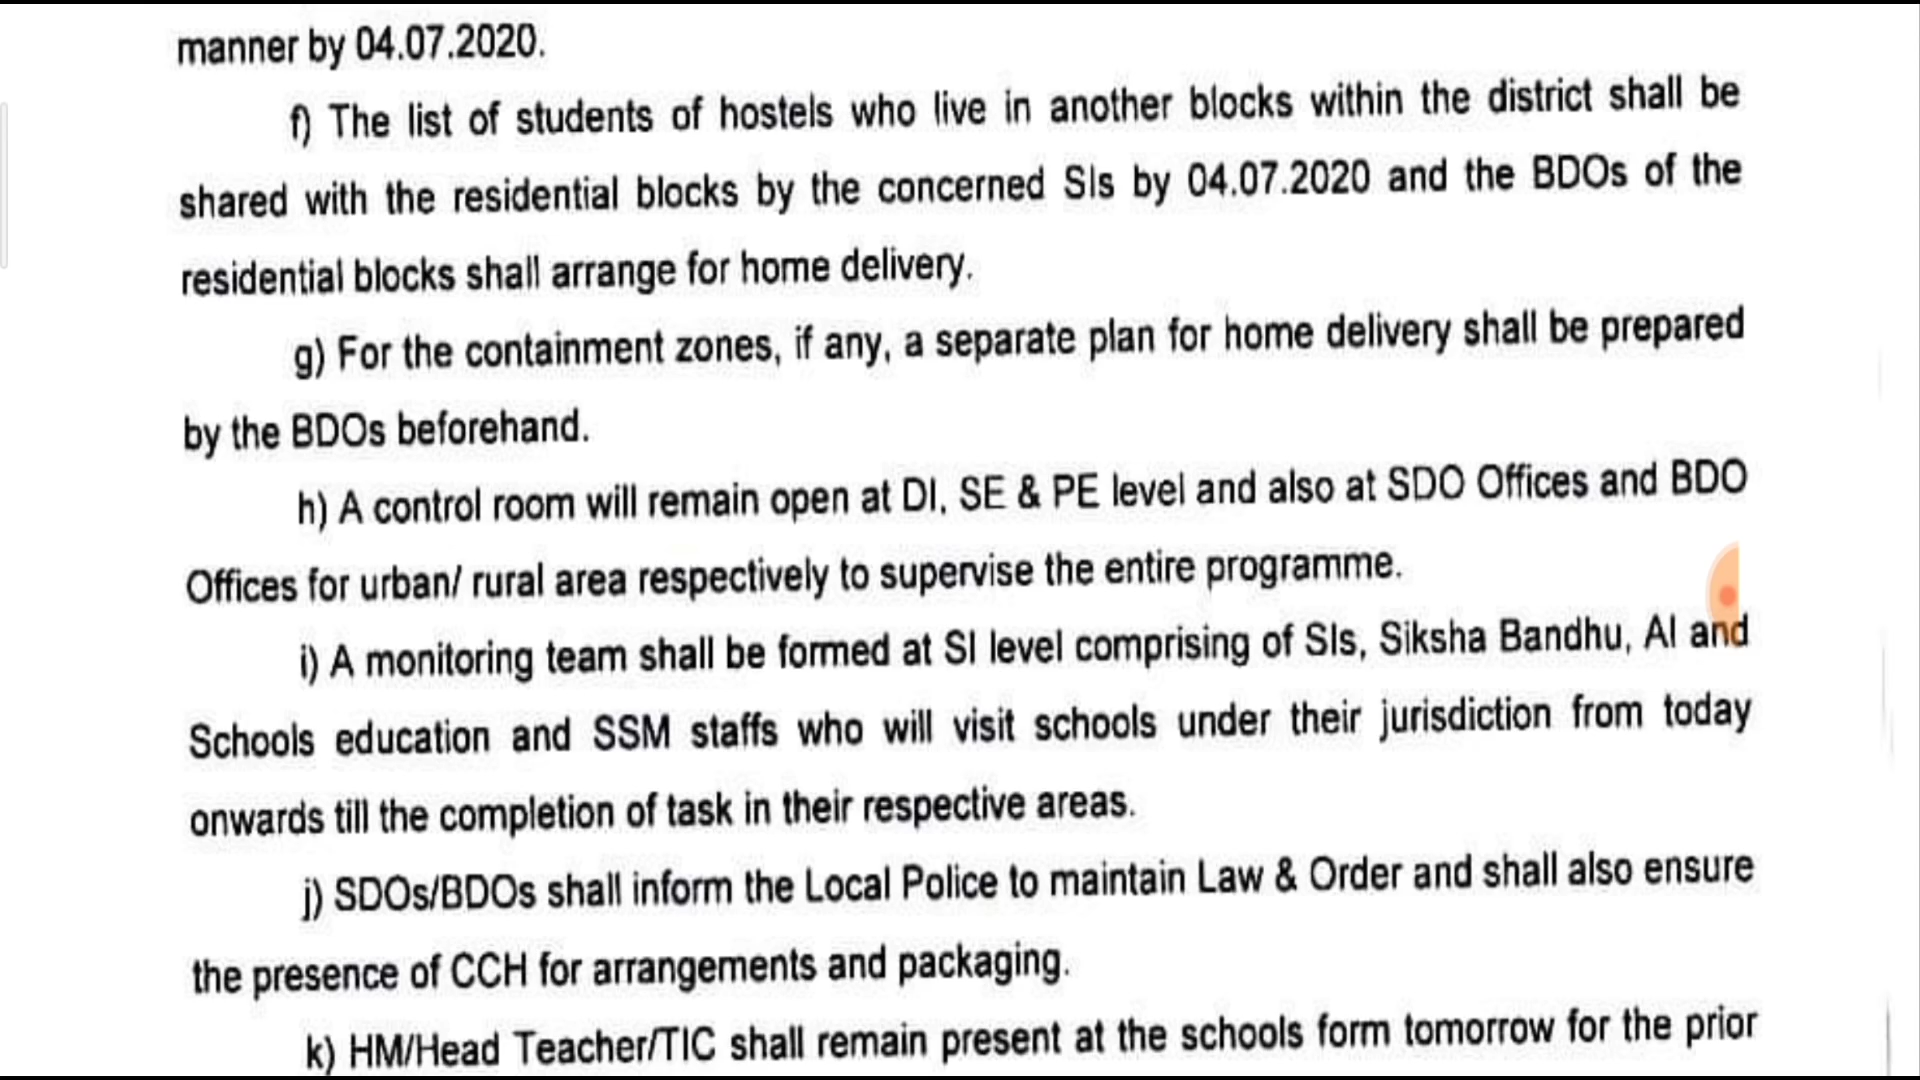 manner by 04.07.2020.
f) The list of students of hostels who live in another blocks within the district shall be
shared with the residential blocks by the concerned SIs by 04.07.2020 and the BDOs of the
residential blocks shall arrange for home delivery.
g) For the containment zones, if any, a separate plan for home delivery shall be prepared
by the BDOs beforehand.
h) A control room will remain open at DI, SE & PE level and also at SDO Offices and BDO
Offices for urban/ rural area respectively to supervise the entire programme.
i) A monitoring team shall be formed at SI level comprising of SIs, Siksha Bandhu, AI and
Schools education and SSM staffs who will visit schools under their jurisdiction from today
onwards till the completion of task in their respective areas.
j) SDOs/BDOs shall inform the Local Police to maintain Law & Order and shall also ensure
the presence of CCH for arrangements and packaging.
k) HM/Head Teacher/TIC shall remain present at the schools form tomorrow for the prior